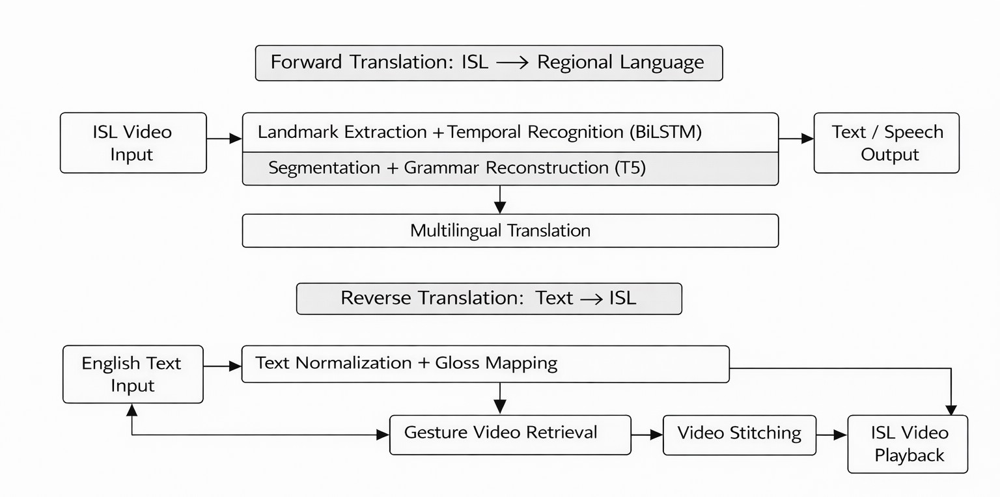 Forward Translation: ISL ⟶ Regional Language
ISL Video
Input
Landmark Extraction + Temporal Recognition (BiLSTM)
Segmentation + Grammar Reconstruction (T5)
Text / Speech
Output
Multilingual Translation
Reverse Translation: Text → ISL
English Text
Input
Text Normalization + Gloss Mapping
Gesture Video Retrieval
Video Stitching
ISL Video
Playback